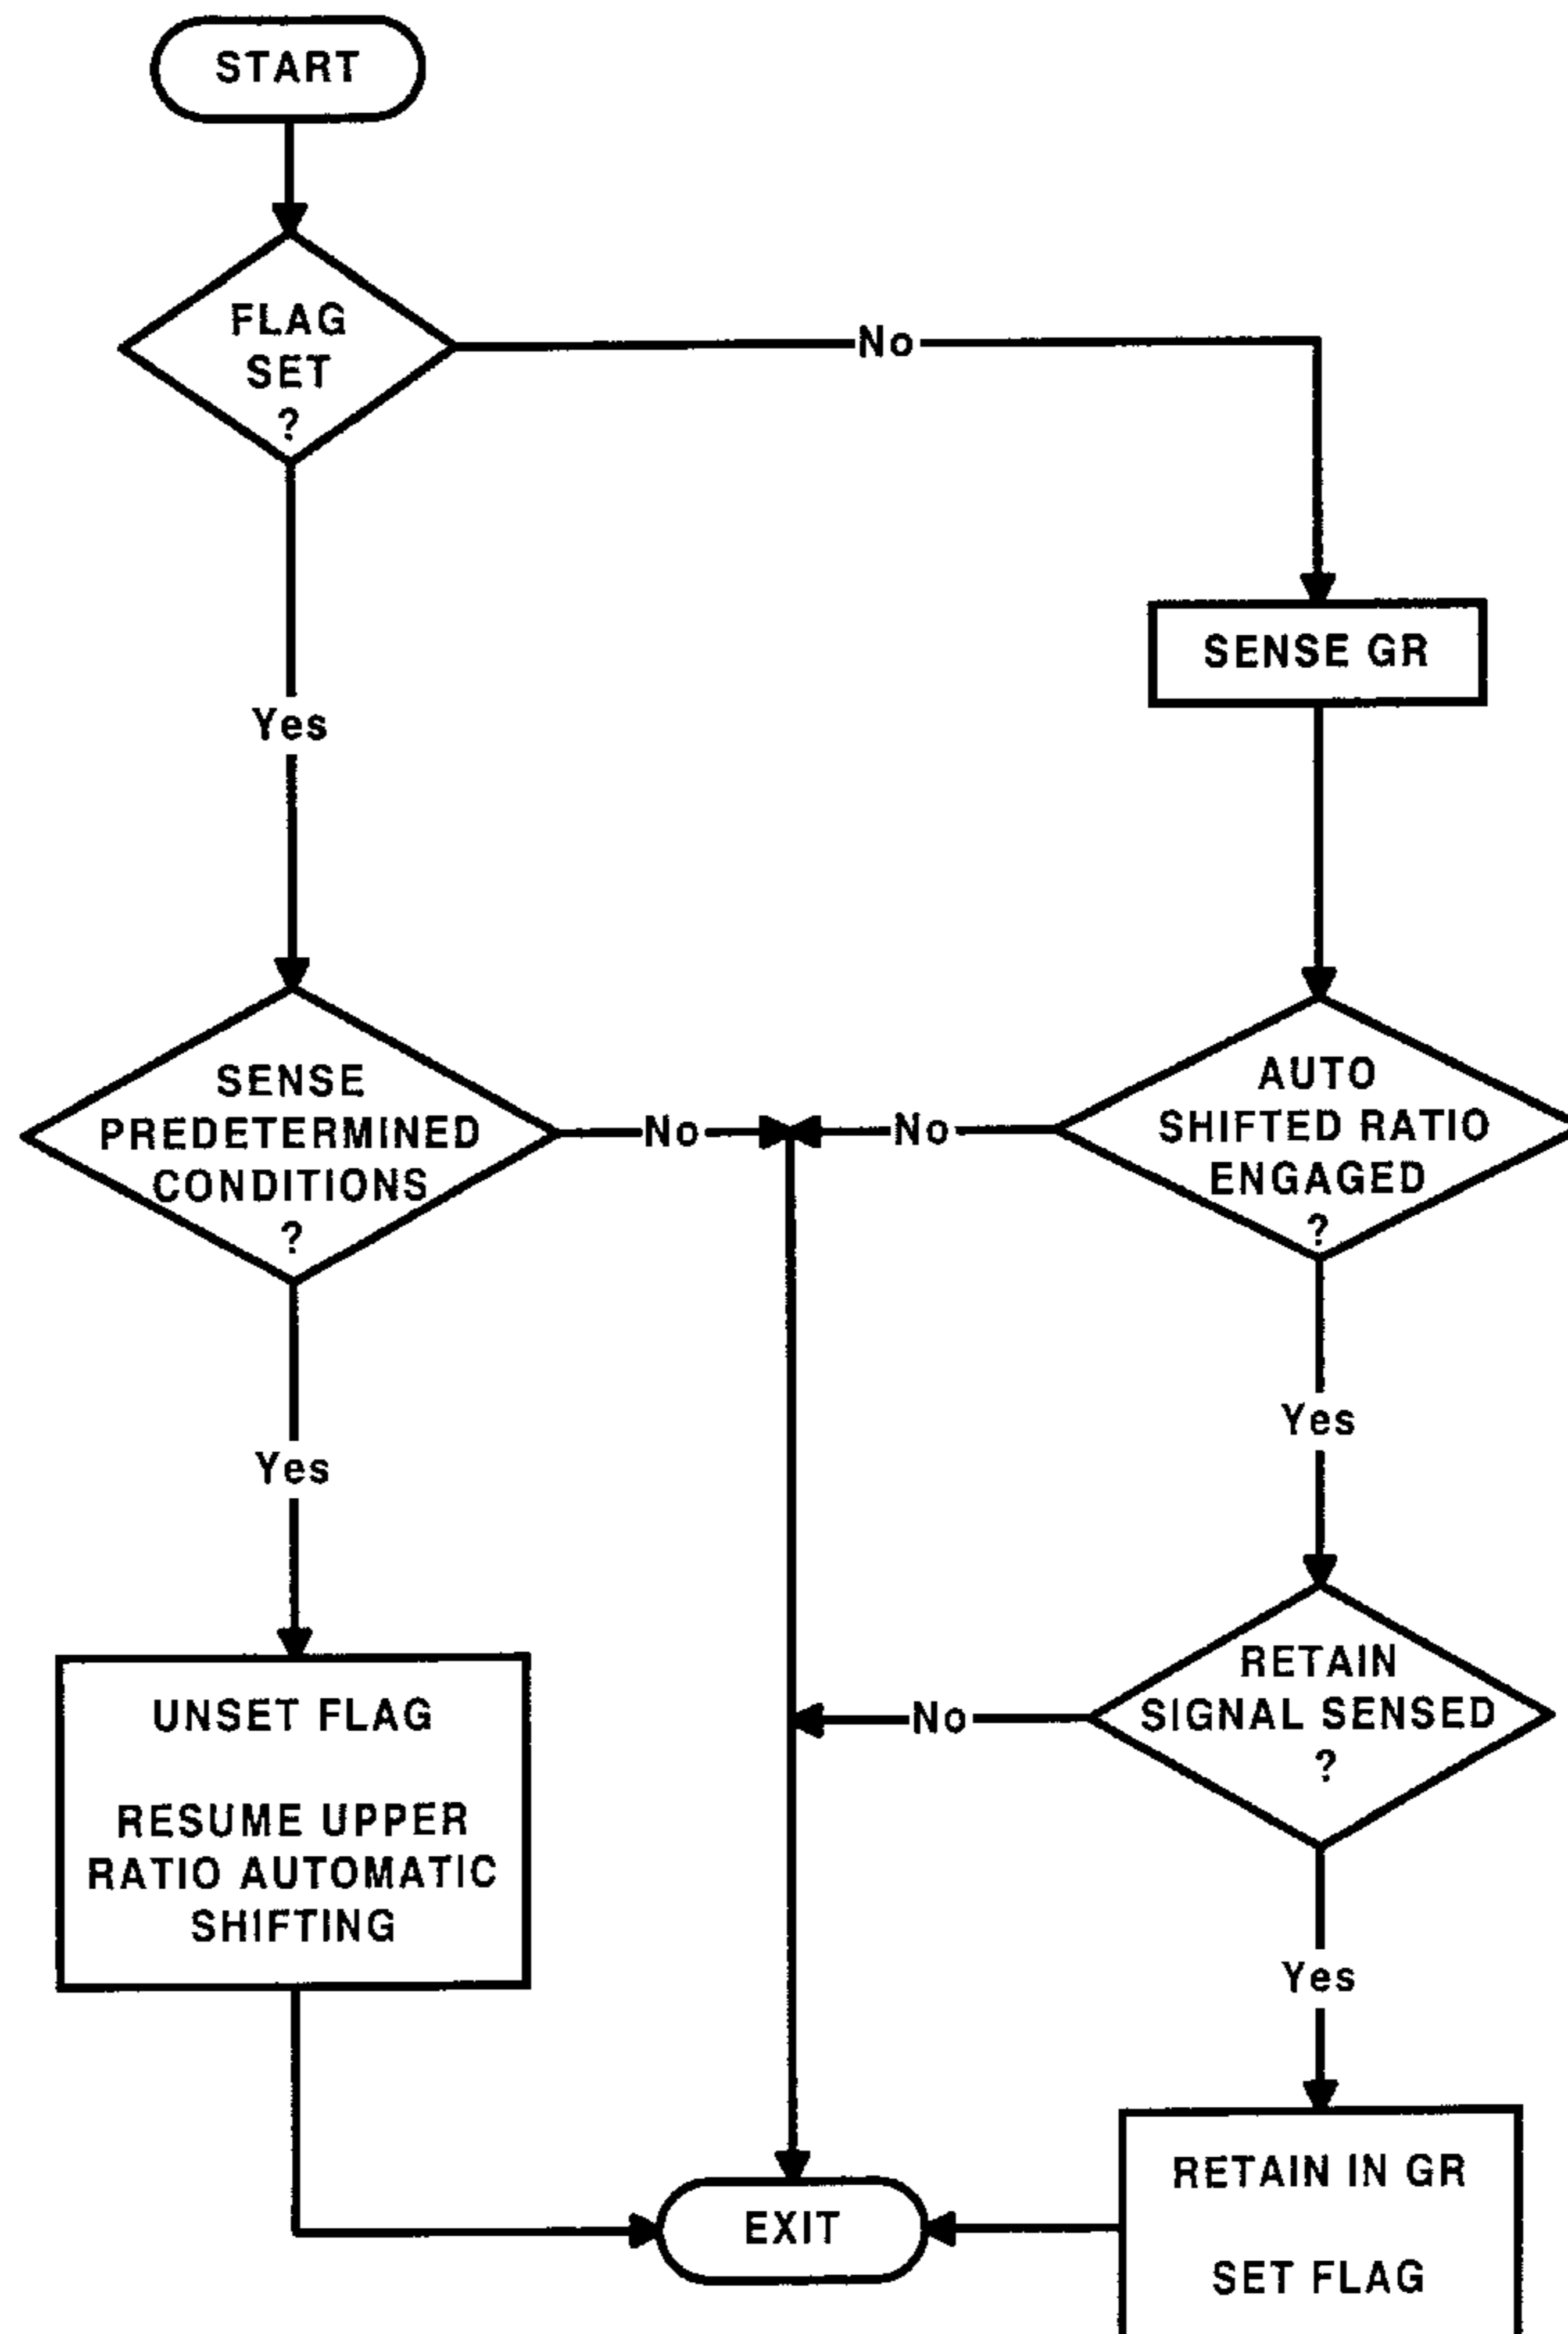 START
FLAG
SET
?
No
Yes
SENSE GR
SENSE
PREDETERMINED
CONDITIONS
?
No
No
AUTO
SHIFTED RATIO
ENGAGED
?
Yes
Yes
RETAIN
SIGNAL SENSED
?
No
UNSET FLAG
RESUME UPPER
RATIO AUTOMATIC
SHIFTING
Yes
RETAIN IN GR
SET FLAG
EXIT